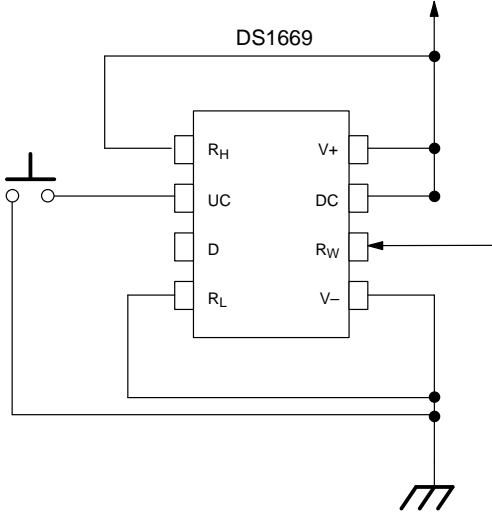 DS1669
RH V+
UC DC
D RW
RL V–